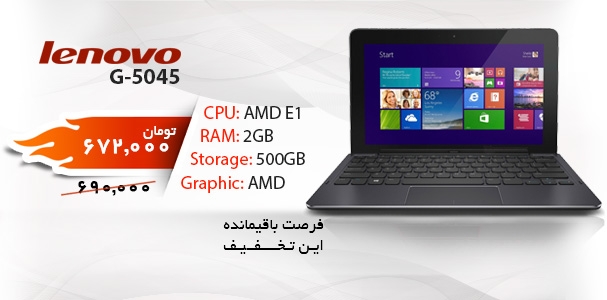 lenovo
G-5045
CPU: AMD E1
RAM: 2GB
Storage: 500GB
Graphic: AMD
تومان
۶۷۲,۰۰۰
۶۹۰,۰۰۰
فرصت باقیمانده
این تخفیف
Start
68°